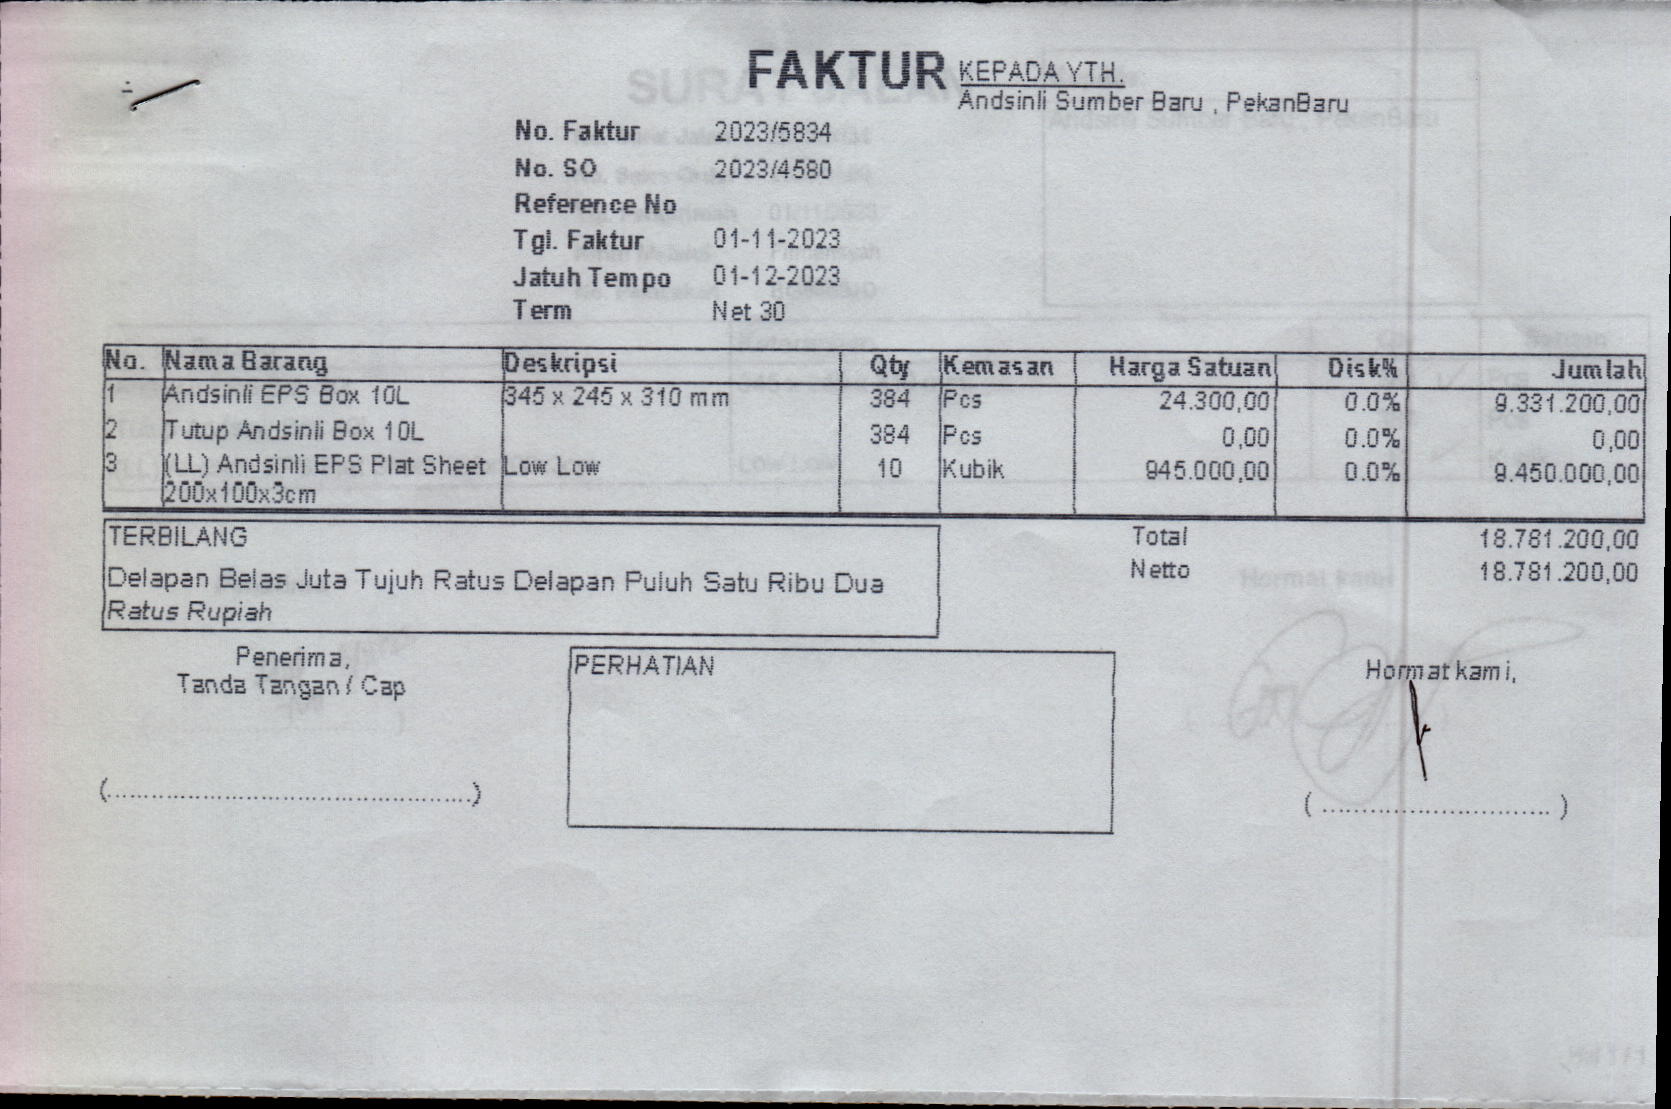 FAKTUR
KEPADA YTH.
Andsinli Sumber Baru , PekanBaru
No. Faktur 2023/5834
No. SO 2023/4580
Reference No
Tgl. Faktur 01-11-2023
Jatuh Tempo 01-12-2023
Term Net 30
No. Nama Barang Deskripsi Qty Kemasan Harga Satuan Disk% Jumlah
1 Andsinli EPS Box 10L 345 x 245 x 310 mm 384 Pcs 24.300,00 0.0% 9.331.200,00
2 Tutup Andsinli Box 10L 384 Pcs 0,00 0.0% 0,00
3 (LL) Andsinli EPS Plat Sheet Low Low 10 Kubik 945.000,00 0.0% 9.450.000,00
200x100x3cm
TERBILANG
Delapan Belas Juta Tujuh Ratus Delapan Puluh Satu Ribu Dua
Ratus Rupiah
Total 18.781.200,00
Netto 18.781.200,00
Penerima,
Tanda Tangan / Cap
(..............................................)
PERHATIAN
Hormat kami,
( ............................. )